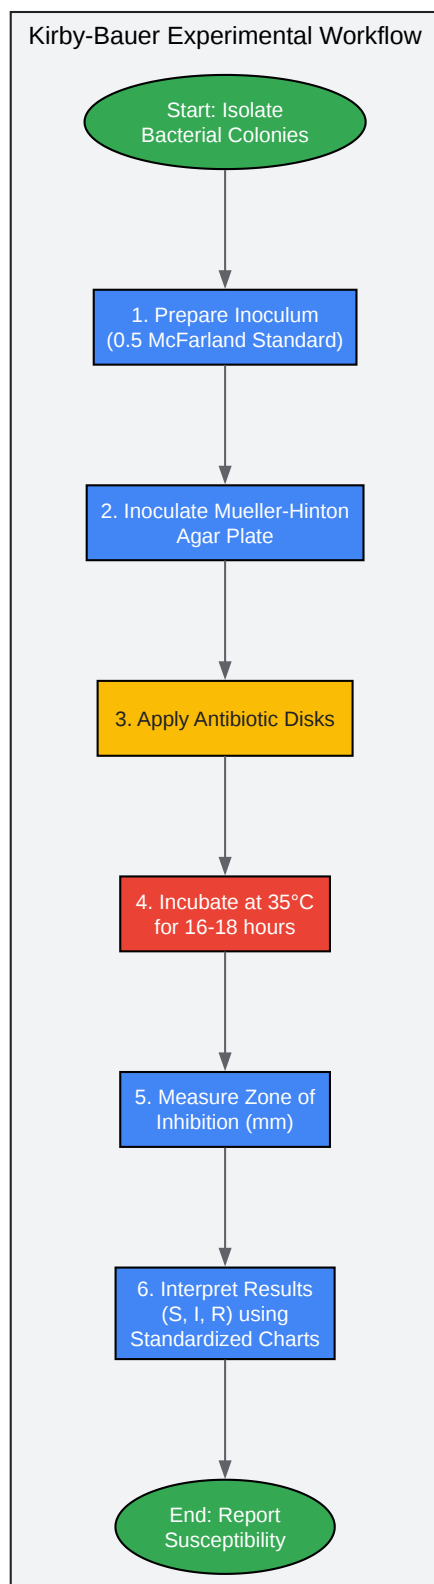 Kirby-Bauer Experimental Workflow
Start: Isolate
Bacterial Colonies
1. Prepare Inoculum
(0.5 McFarland Standard)
2. Inoculate Mueller-Hinton
Agar Plate
3. Apply Antibiotic Disks
4. Incubate at 35°C
for 16-18 hours
5. Measure Zone of
Inhibition (mm)
6. Interpret Results
(S, I, R) using
Standardized Charts
End: Report
Susceptibility